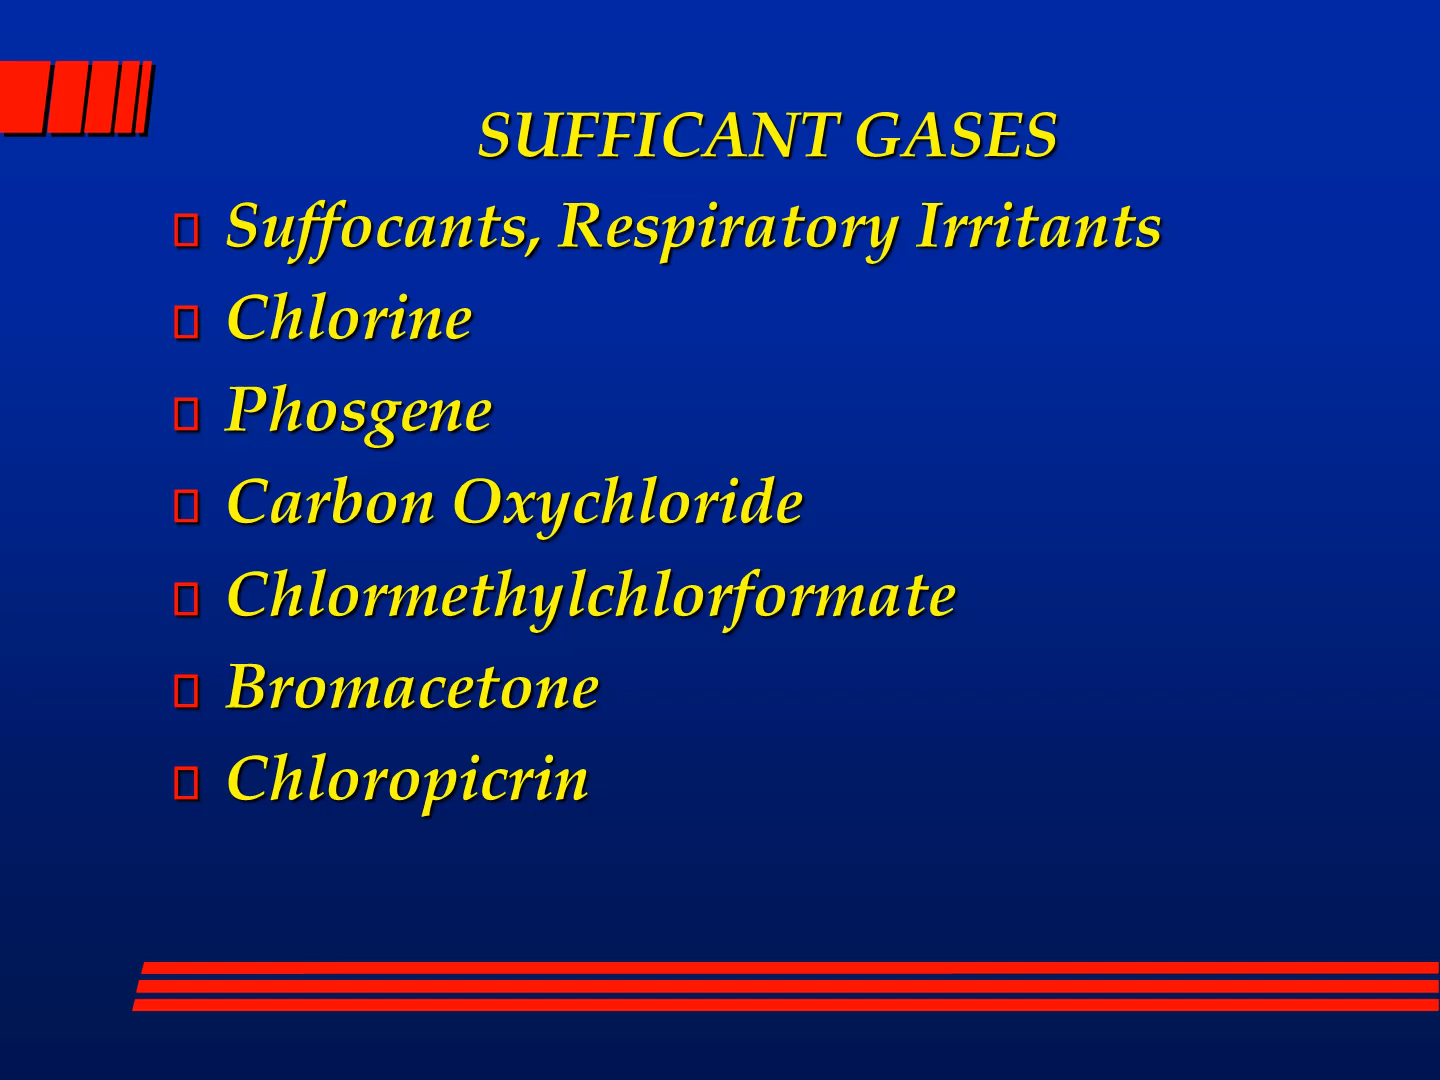 SUFFICANT GASES
Suffocants, Respiratory Irritants
Chlorine
Phosgene
Carbon Oxychloride
Chlormethylchlorformate
Bromacetone
Chloropicrin